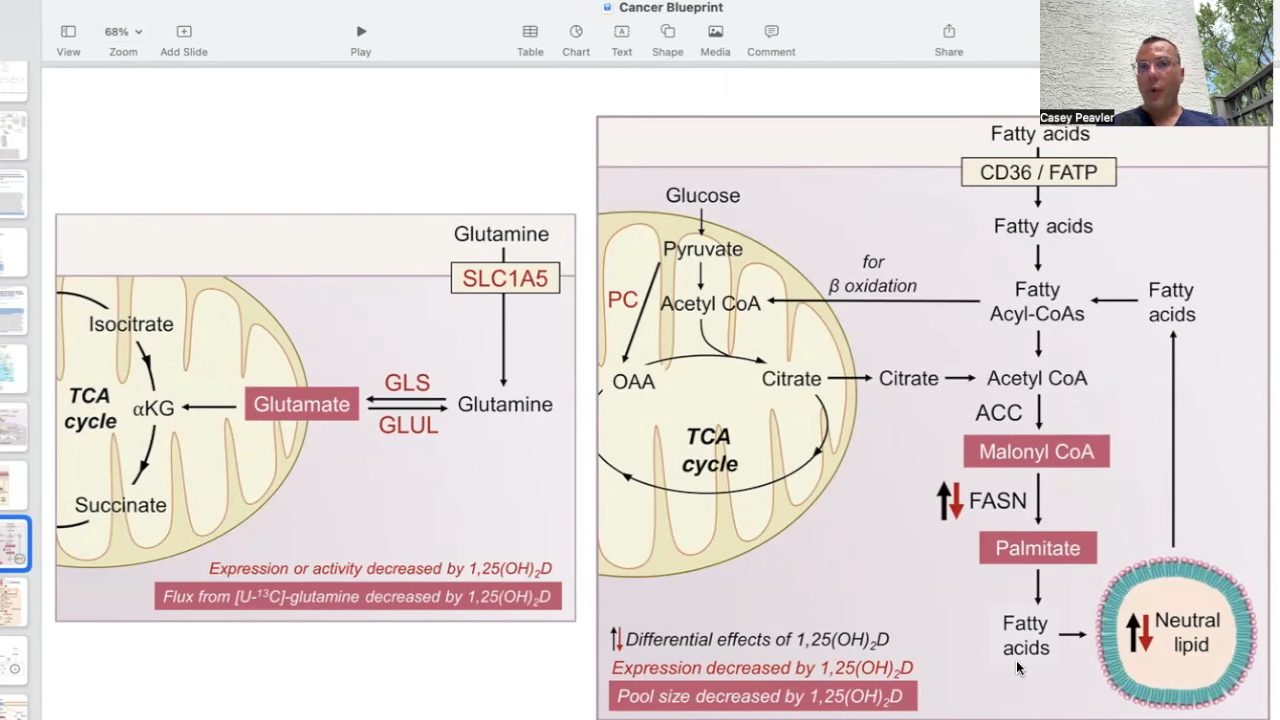 Cancer Blueprint
68%
View
Zoom
Add Slide
Play
Table
Chart
Text
Shape
Media
Comment
Share
Casey Peavler
Glutamine
SLC1A5
Isocitrate
TCA
cycle
αKG
Glutamate
GLS
GLUL
Glutamine
Succinate
Expression or activity decreased by 1,25(OH)₂D
Flux from [U-¹³C]-glutamine decreased by 1,25(OH)₂D
Fatty acids
CD36 / FATP
Fatty acids
Glucose
Pyruvate
PC
Acetyl CoA
for
β oxidation
Fatty
Acyl-CoAs
Fatty
acids
OAA
Citrate
Citrate
Acetyl CoA
ACC
Malonyl CoA
TCA
cycle
FASN
Palmitate
Fatty
acids
Neutral
lipid
Differential effects of 1,25(OH)₂D
Expression decreased by 1,25(OH)₂D
Pool size decreased by 1,25(OH)₂D